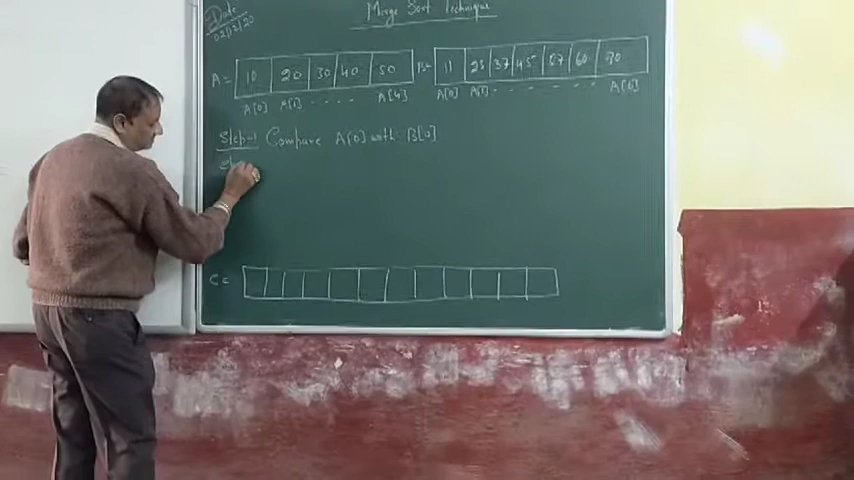 Date
02/12/20
Merge Sort Technique
A = 10 20 30 40 50 B= 11 25 37 45 57 60 70
A[0] A[1] . . . . . A[4] A[0] A[1] - - - - - - A[6]
Step-1 Compare A[0] with B[0]
C =